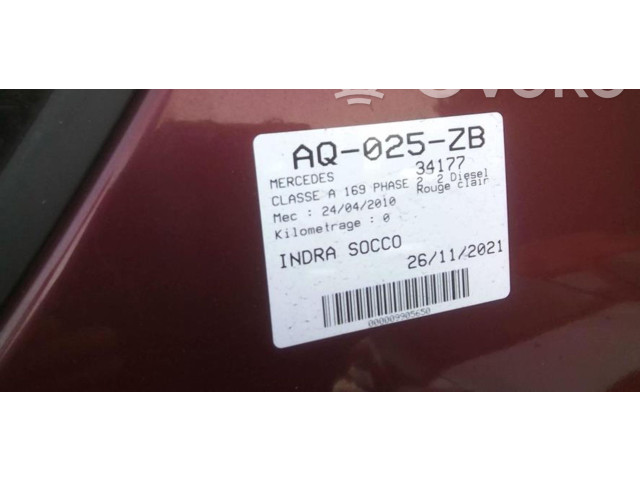 AQ-025-ZB
MERCEDES 34177
CLASSE A 169 PHASE 2 2 Diesel
Mec : 24/04/2010 Rouge clair
Kilometrage : 0
INDRA SOCCO 26/11/2021
000009905650